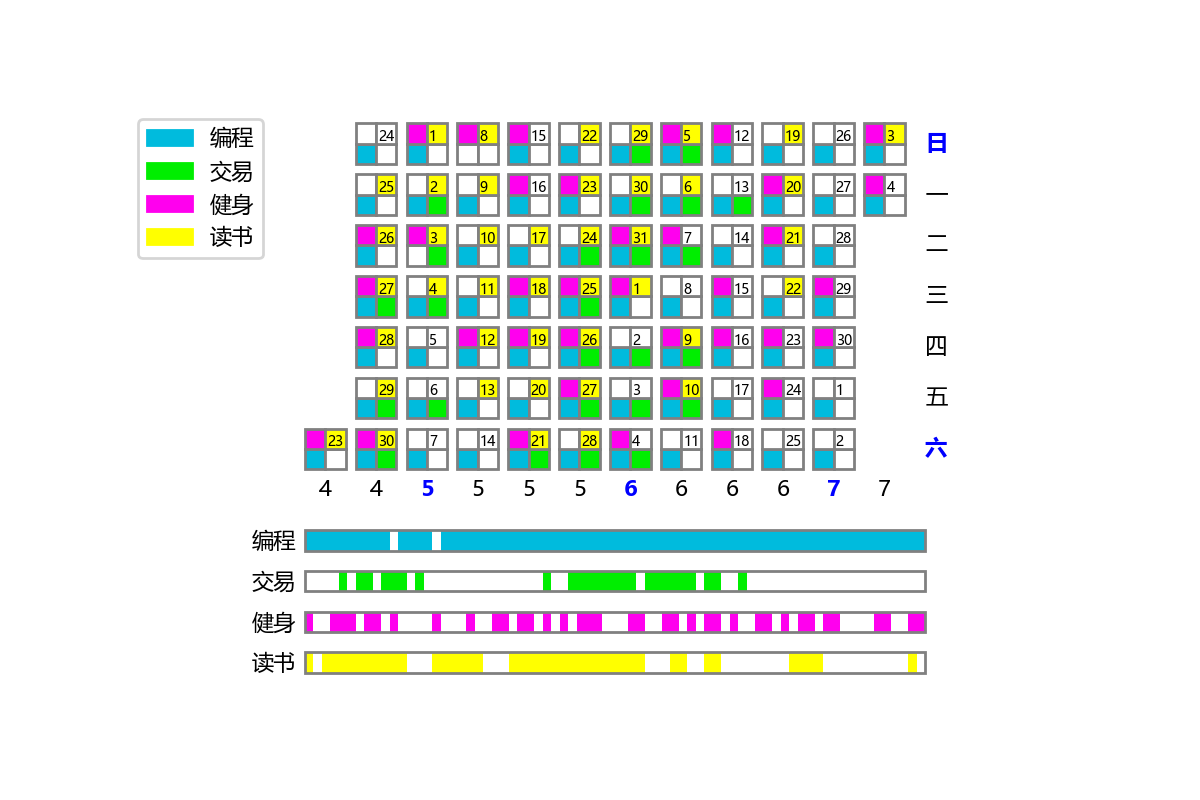 编程
交易
健身
读书
24 1 8 15 22 29 5 12 19 26 3 日
25 2 9 16 23 30 6 13 20 27 4 一
26 3 10 17 24 31 7 14 21 28 二
27 4 11 18 25 1 8 15 22 29 三
28 5 12 19 26 2 9 16 23 30 四
29 6 13 20 27 3 10 17 24 1 五
23 30 7 14 21 28 4 11 18 25 2 六
4 4 5 5 5 5 6 6 6 6 7 7
编程
交易
健身
读书